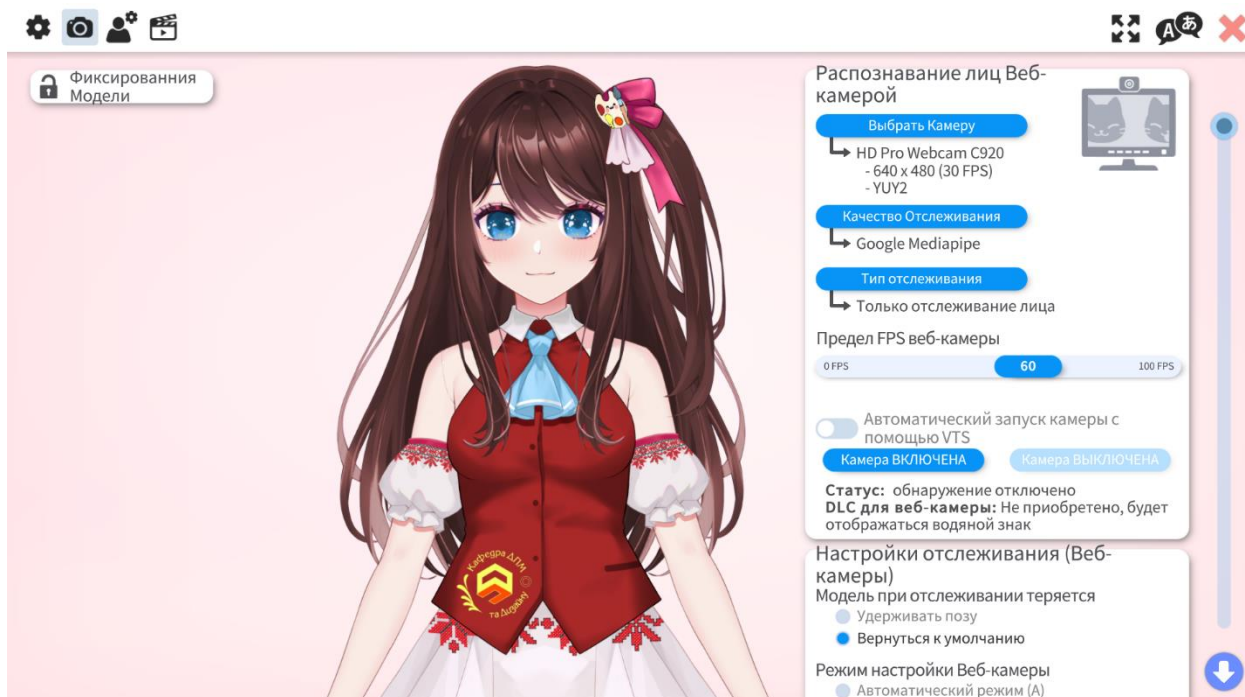 Фиксированния
Модели
Распознавание лиц Веб-
камерой
Выбрать Камеру
HD Pro Webcam C920
- 640 x 480 (30 FPS)
- YUY2
Качество Отслеживания
Google Mediapipe
Тип отслеживания
Только отслеживание лица
Предел FPS веб-камеры
0 FPS 60 100 FPS
Автоматический запуск камеры с
помощью VTS
Камера ВКЛЮЧЕНА Камера ВЫКЛЮЧЕНА
Статус: обнаружение отключено
DLC для веб-камеры: Не приобретено, будет
отображаться водяной знак
Настройки отслеживания (Веб-
камеры)
Модель при отслеживании теряется
Удерживать позу
Вернуться к умолчанию
Режим настройки Веб-камеры
Автоматический режим (А)
Кафедра ДПМ
та Дизайну
A あ